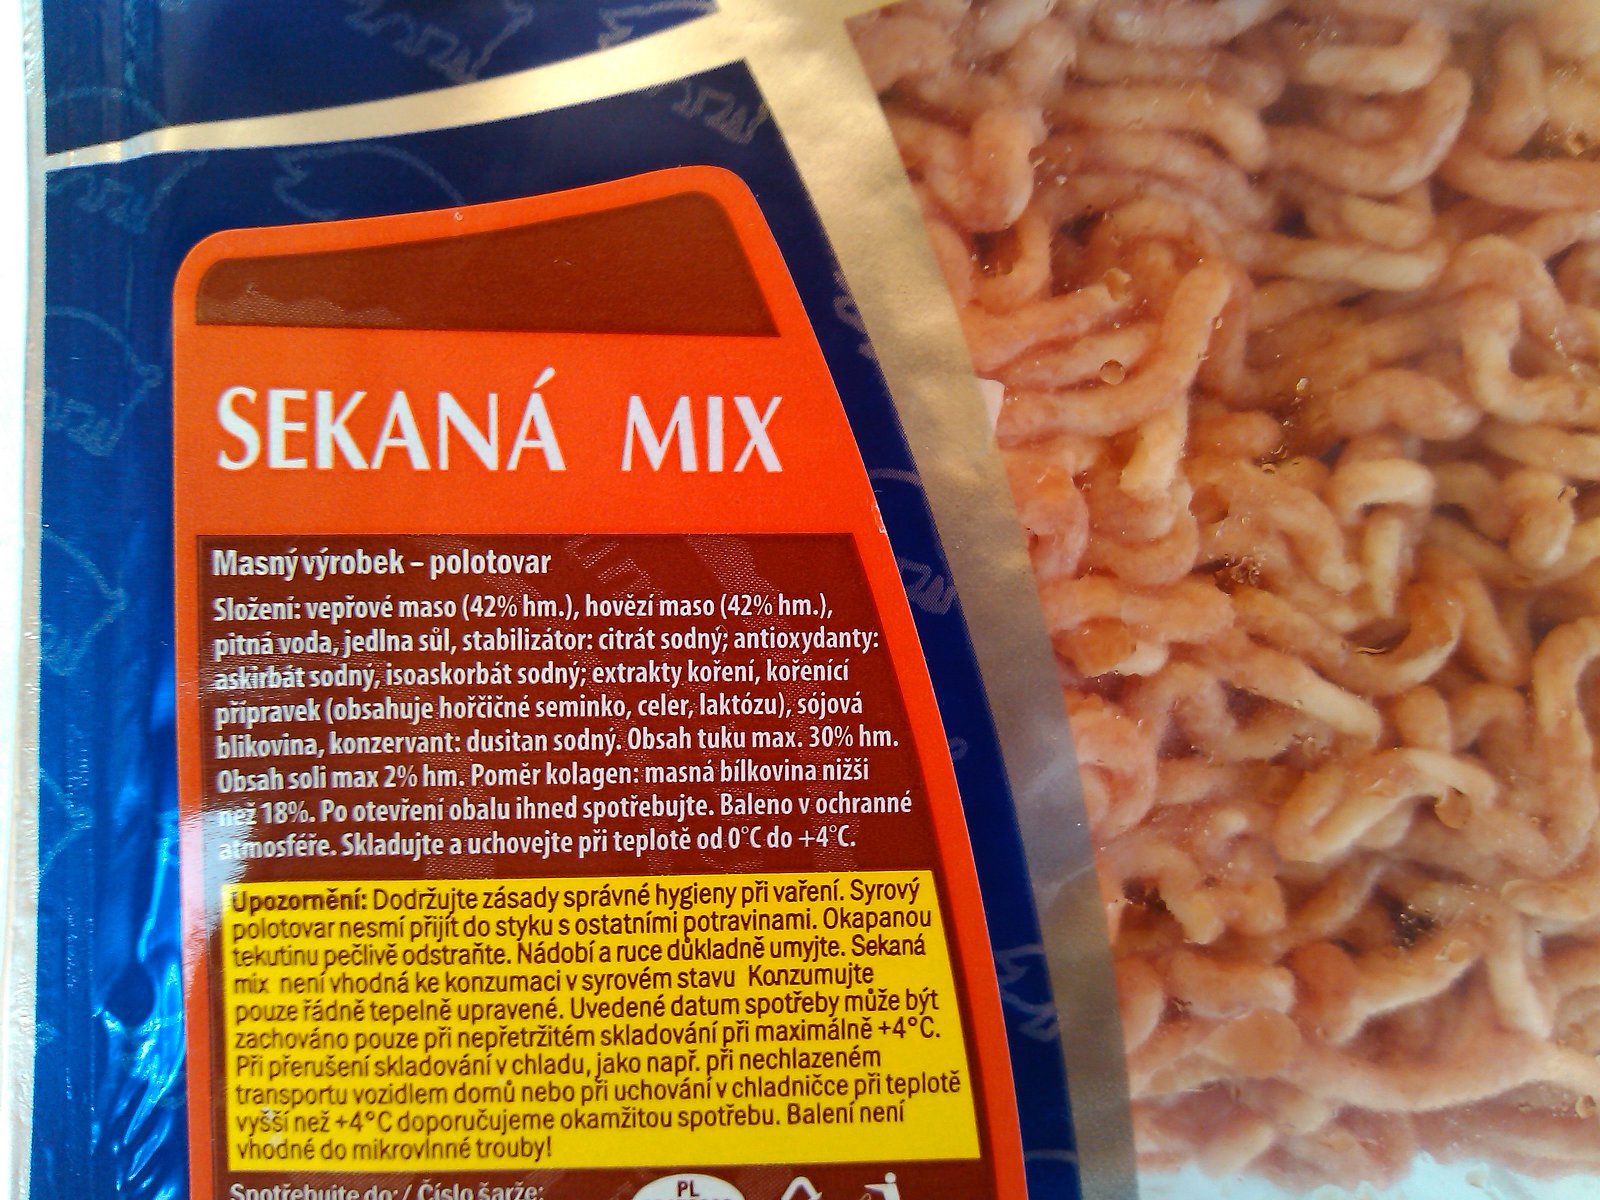 SEKANÁ MIX
Masný výrobek – polotovar
Složení: vepřové maso (42% hm.), hovězí maso (42% hm.),
pitná voda, jedlna sůl, stabilizátor: citrát sodný; antioxydanty:
askirbát sodný, isoaskorbát sodný; extrakty koření, kořenící
přípravek (obsahuje hořčičné seminko, celer, laktózu), sójová
blikovina, konzervant: dusitan sodný. Obsah tuku max. 30% hm.
Obsah soli max 2% hm. Poměr kolagen: masná bílkovina nižši
než 18%. Po otevření obalu ihned spotřebujte. Baleno v ochranné
atmosféře. Skladujte a uchovejte při teplotě od 0°C do +4°C.
Upozornění: Dodržujte zásady správné hygieny při vaření. Syrový
polotovar nesmí přijít do styku s ostatními potravinami. Okapanou
tekutinu pečlivě odstraňte. Nádobí a ruce důkladně umyjte. Sekaná
mix není vhodná ke konzumaci v syrovém stavu Konzumujte
pouze řádně tepelně upravené. Uvedené datum spotřeby může být
zachováno pouze při nepřetržitém skladování při maximálně +4°C.
Při přerušení skladování v chladu, jako např. při nechlazeném
transportu vozidlem domů nebo při uchování v chladničce při teplotě
vyšší než +4°C doporučujeme okamžitou spotřebu. Balení není
vhodné do mikrovlnné trouby!
Spotřebujte do: / Číslo šarže:
PL